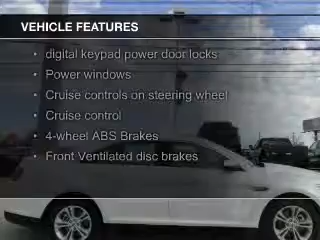 VEHICLE FEATURES
• digital keypad power door locks
• Power windows
• Cruise controls on steering wheel
• Cruise control
• 4-wheel ABS Brakes
• Front Ventilated disc brakes